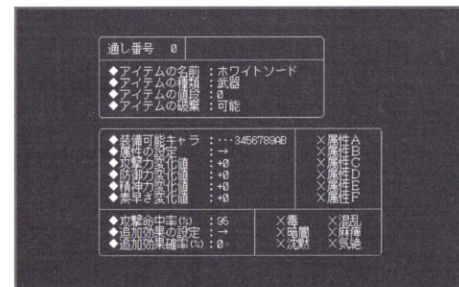 通し番号 0
◆アイテムの名前：ホワイトソード
◆アイテムの種類：武器
◆アイテムの値段：0
◆アイテムの破棄：可能
◆装備可能キャラ：･･･3456789AB ×属性A
◆属性の設定：→ ×属性B
◆攻撃力変化値：+0 ×属性C
◆防御力変化値：+0 ×属性D
◆精神力変化値：+0 ×属性E
◆素早さ変化値：+0 ×属性F
◆攻撃命中率(%)：95 ×毒 ×混乱
◆追加効果の設定：→ ×暗闇 ×麻痺
◆追加効果確率(%)：0 ×沈黙 ×気絶